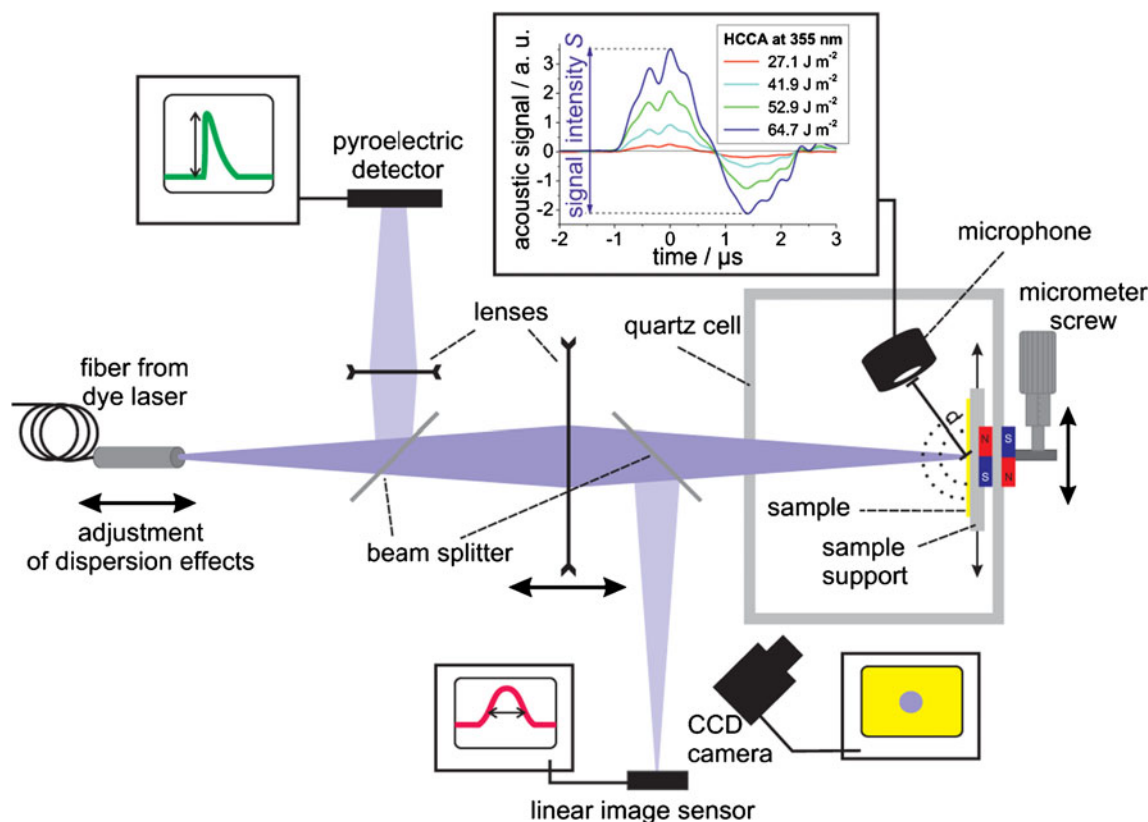 acoustic signal / a. u.
signal intensity S
3
2
1
0
-1
-2
-2
-1
0
1
2
3
time / µs
HCCA at 355 nm
27.1 J m⁻²
41.9 J m⁻²
52.9 J m⁻²
64.7 J m⁻²
pyroelectric
detector
microphone
micrometer
screw
lenses
quartz cell
fiber from
dye laser
d
N
S
S
N
adjustment
of dispersion effects
beam splitter
sample
sample
support
CCD
camera
linear image sensor